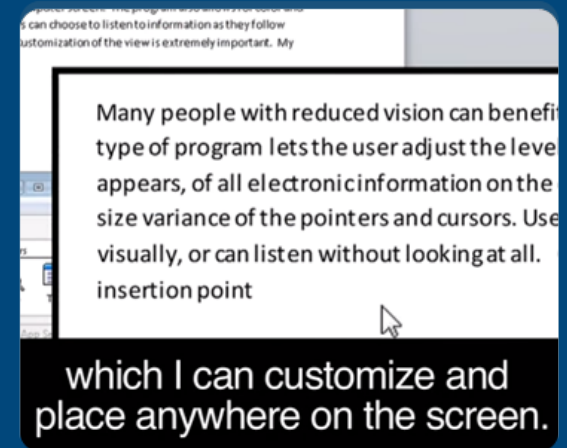 s can choose to listen to information as they follow
ustomization of the view is extremely important. My
Many people with reduced vision can benefi
type of program lets the user adjust the leve
appears, of all electronic information on the
size variance of the pointers and cursors. Use
visually, or can listen without looking at all.
insertion point
which I can customize and
place anywhere on the screen.